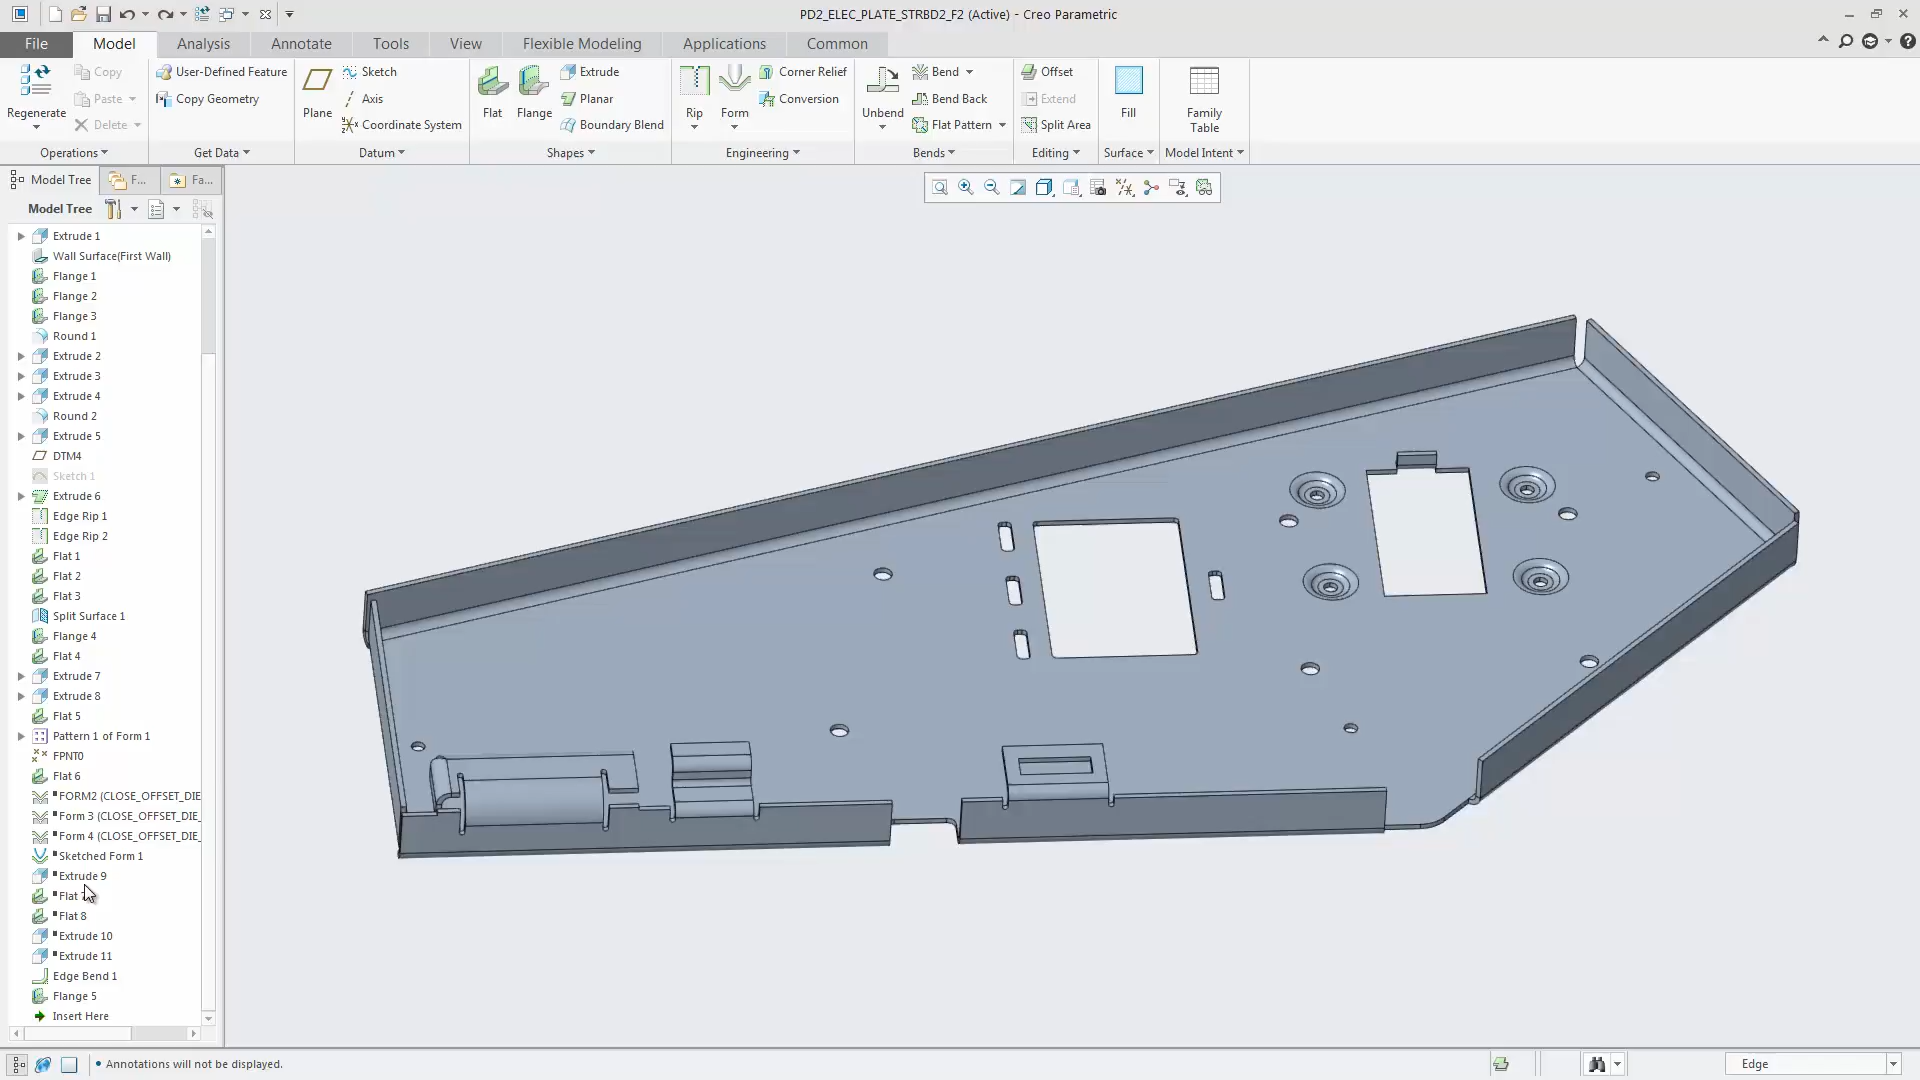 PD2_ELEC_PLATE_STRBD2_F2 (Active) - Creo Parametric
File Model Analysis Annotate Tools View Flexible Modeling Applications Common
Regenerate
Copy
Paste
Delete
Operations
User-Defined Feature
Copy Geometry
Get Data
Plane
Sketch
Axis
Coordinate System
Datum
Flat
Flange
Extrude
Planar
Boundary Blend
Shapes
Rip
Form
Corner Relief
Conversion
Engineering
Unbend
Bend
Bend Back
Flat Pattern
Bends
Offset
Extend
Split Area
Editing
Fill
Surface
Family
Table
Model Intent
Model Tree F... Fa...
Model Tree
Extrude 1
Wall Surface(First Wall)
Flange 1
Flange 2
Flange 3
Round 1
Extrude 2
Extrude 3
Extrude 4
Round 2
Extrude 5
DTM4
Sketch 1
Extrude 6
Edge Rip 1
Edge Rip 2
Flat 1
Flat 2
Flat 3
Split Surface 1
Flange 4
Flat 4
Extrude 7
Extrude 8
Flat 5
Pattern 1 of Form 1
FPNT0
Flat 6
FORM2 (CLOSE_OFFSET_DIE
Form 3 (CLOSE_OFFSET_DIE_
Form 4 (CLOSE_OFFSET_DIE_
Sketched Form 1
Extrude 9
Flat
Flat 8
Extrude 10
Extrude 11
Edge Bend 1
Flange 5
Insert Here
• Annotations will not be displayed.
Edge